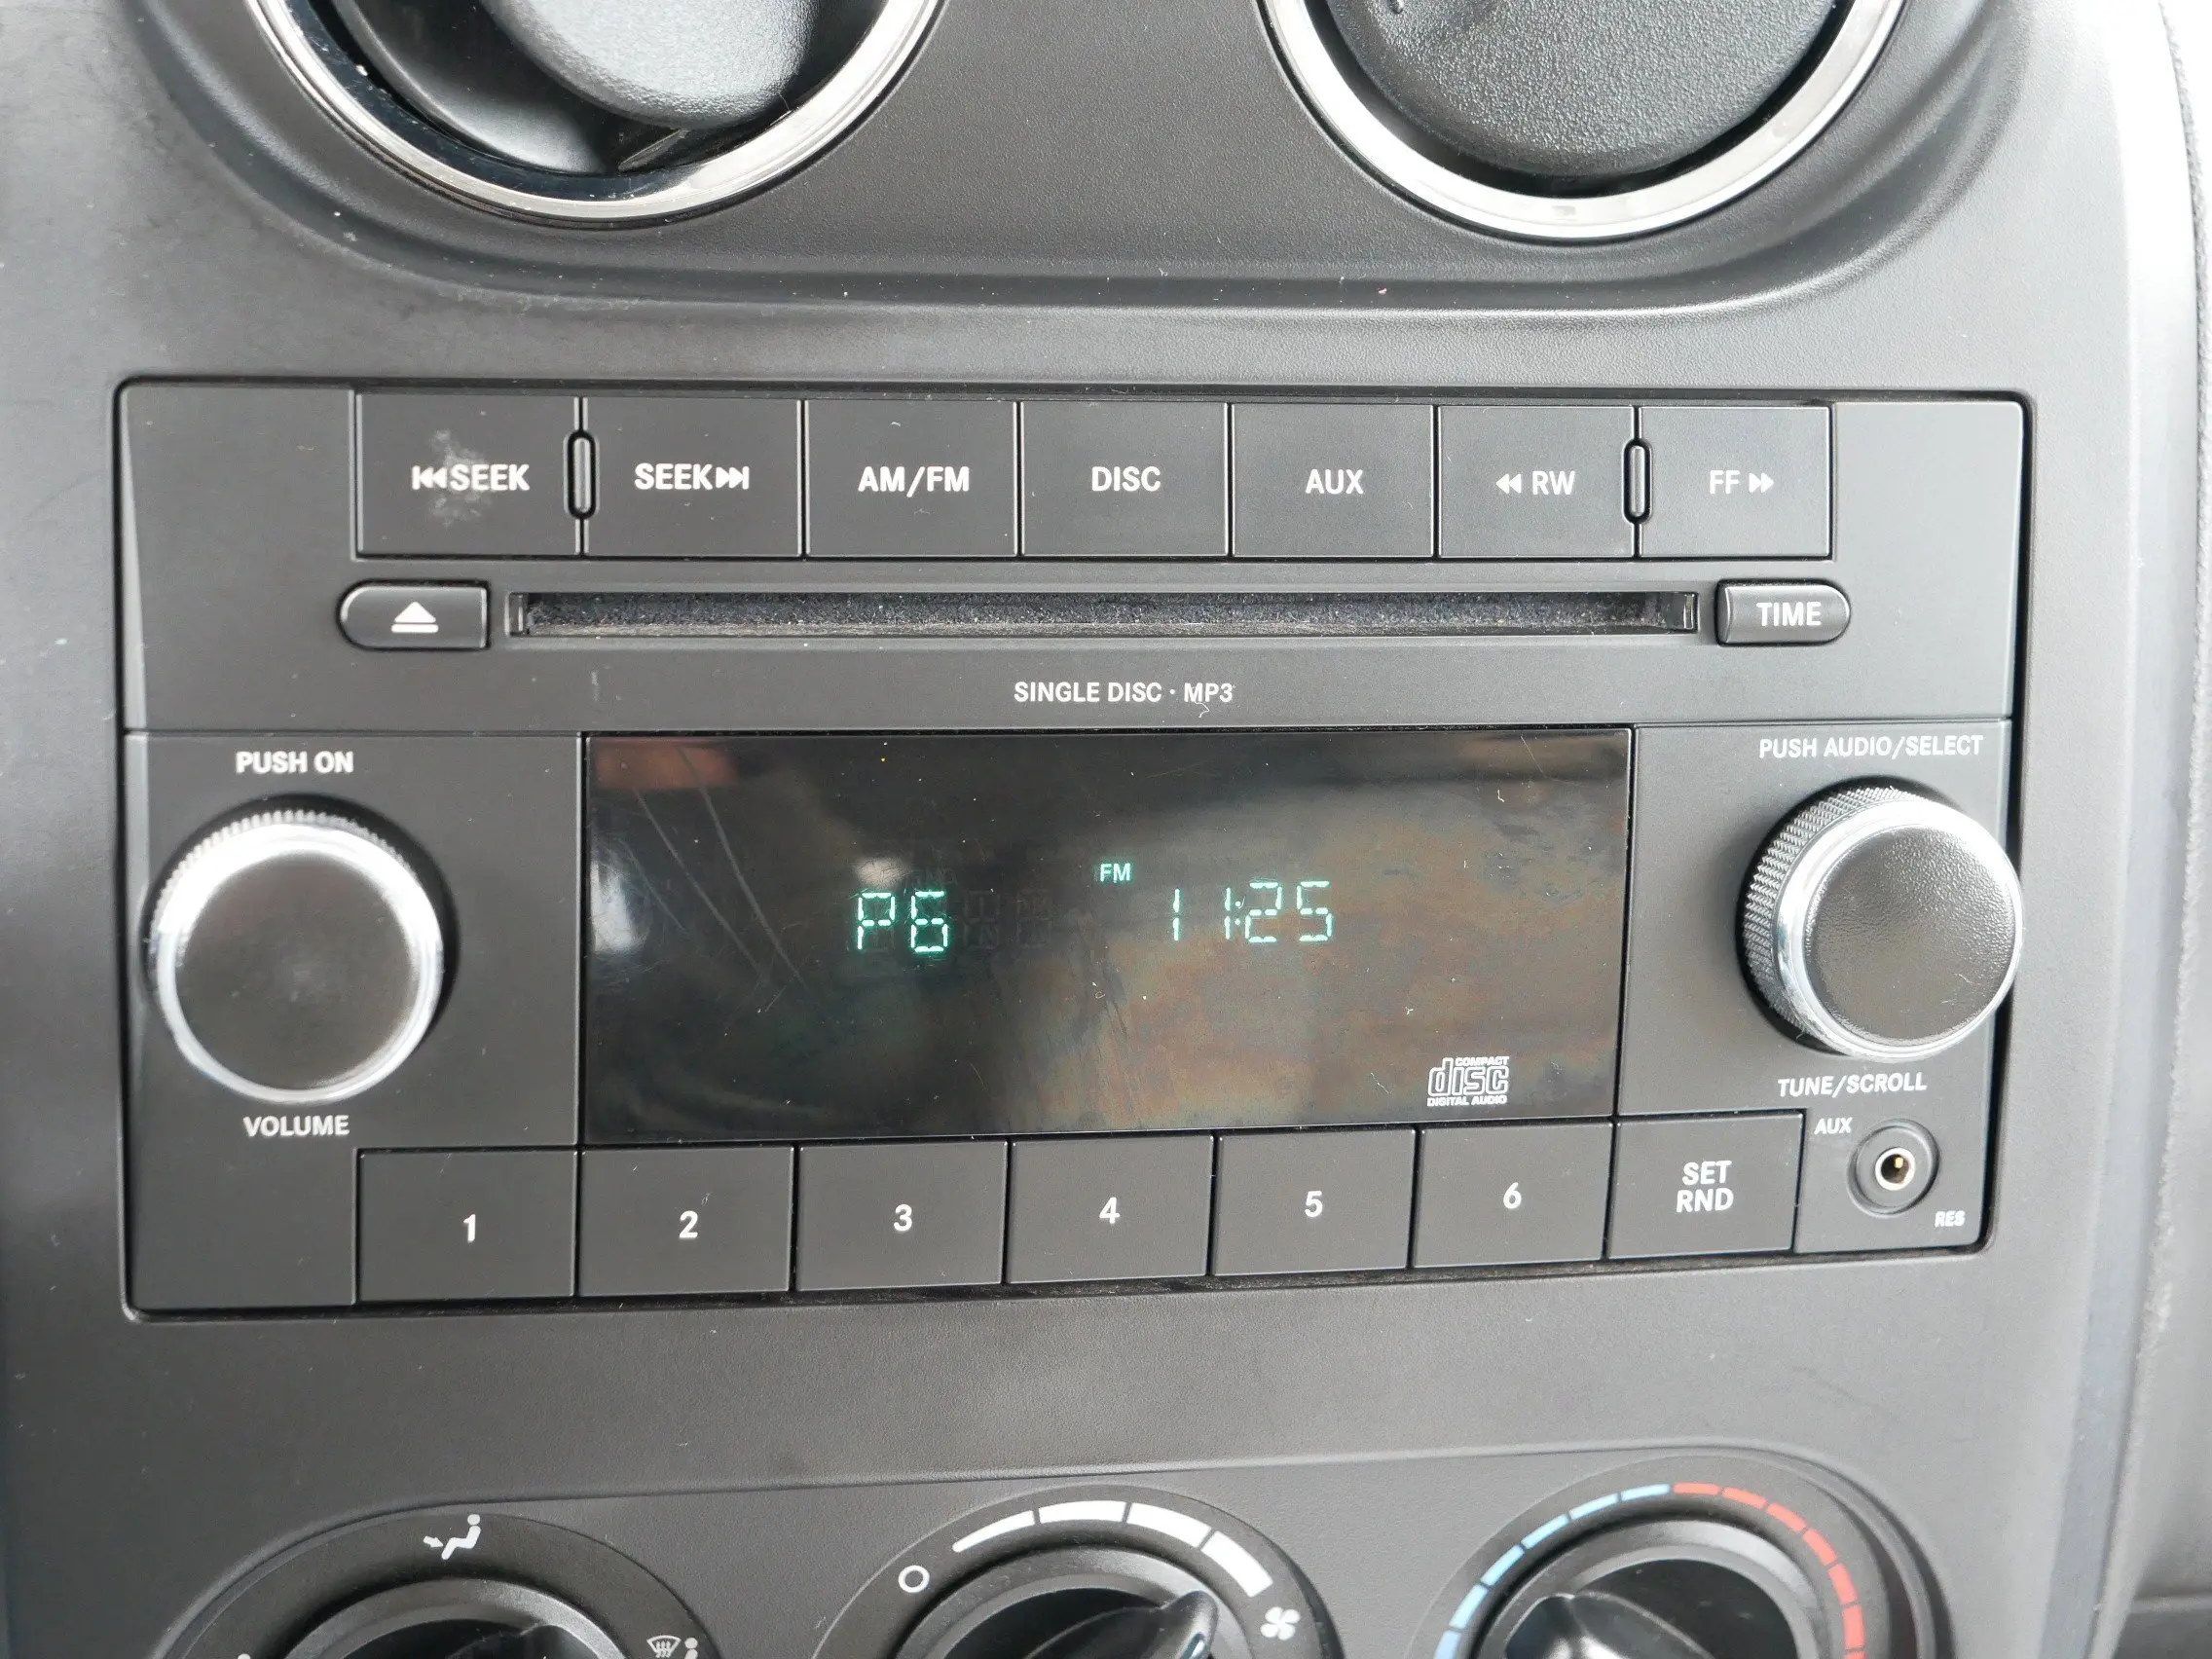 SEEK
SEEK
AM/FM
DISC
AUX
RW
FF
TIME
SINGLE DISC · MP3
PUSH ON
PUSH AUDIO/SELECT
FM
P6
11:25
COMPACT
disc
DIGITAL AUDIO
VOLUME
TUNE/SCROLL
AUX
1
2
3
4
5
6
SET
RND
RES